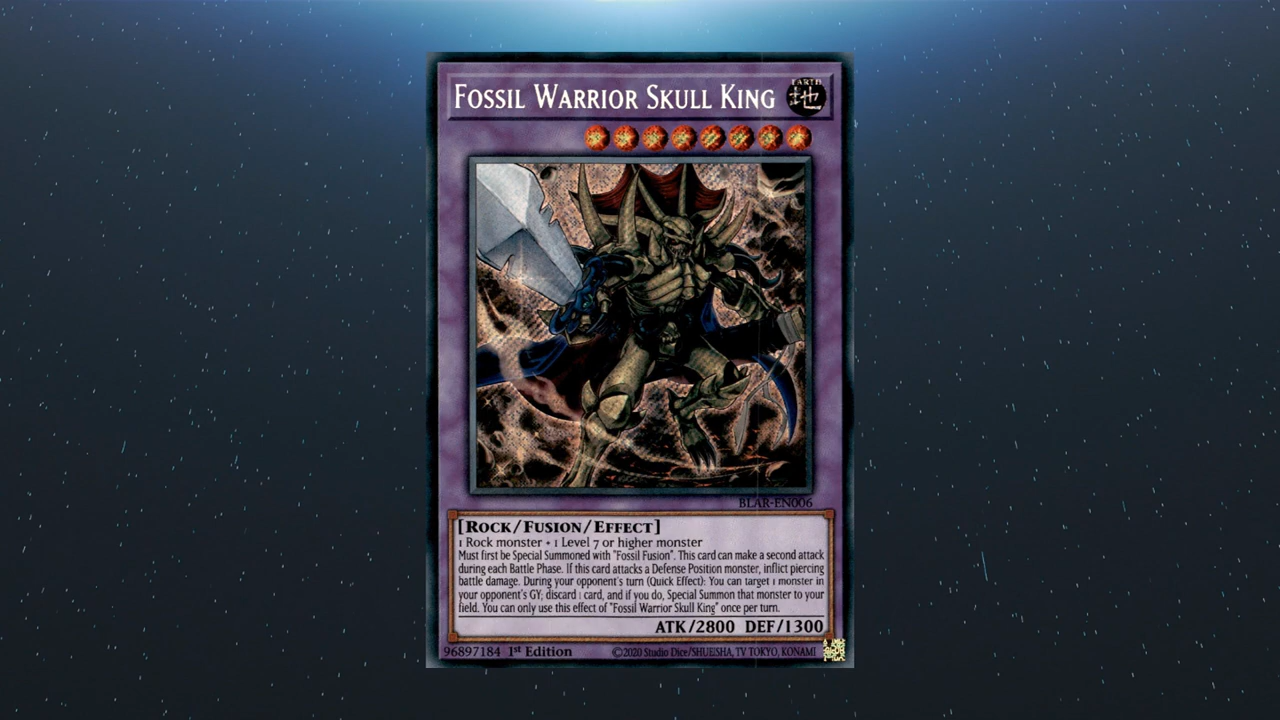 FOSSIL WARRIOR SKULL KING
EARTH
地
BLAR-EN006
[ROCK/FUSION/EFFECT]
1 Rock monster + 1 Level 7 or higher monster
Must first be Special Summoned with "Fossil Fusion". This card can make a second attack
during each Battle Phase. If this card attacks a Defense Position monster, inflict piercing
battle damage. During your opponent's turn (Quick Effect): You can target 1 monster in
your opponent's GY; discard 1 card, and if you do, Special Summon that monster to your
field. You can only use this effect of "Fossil Warrior Skull King" once per turn.
ATK/2800 DEF/1300
96897184 1st Edition ©2020 Studio Dice/SHUEISHA, TV TOKYO, KONAMI